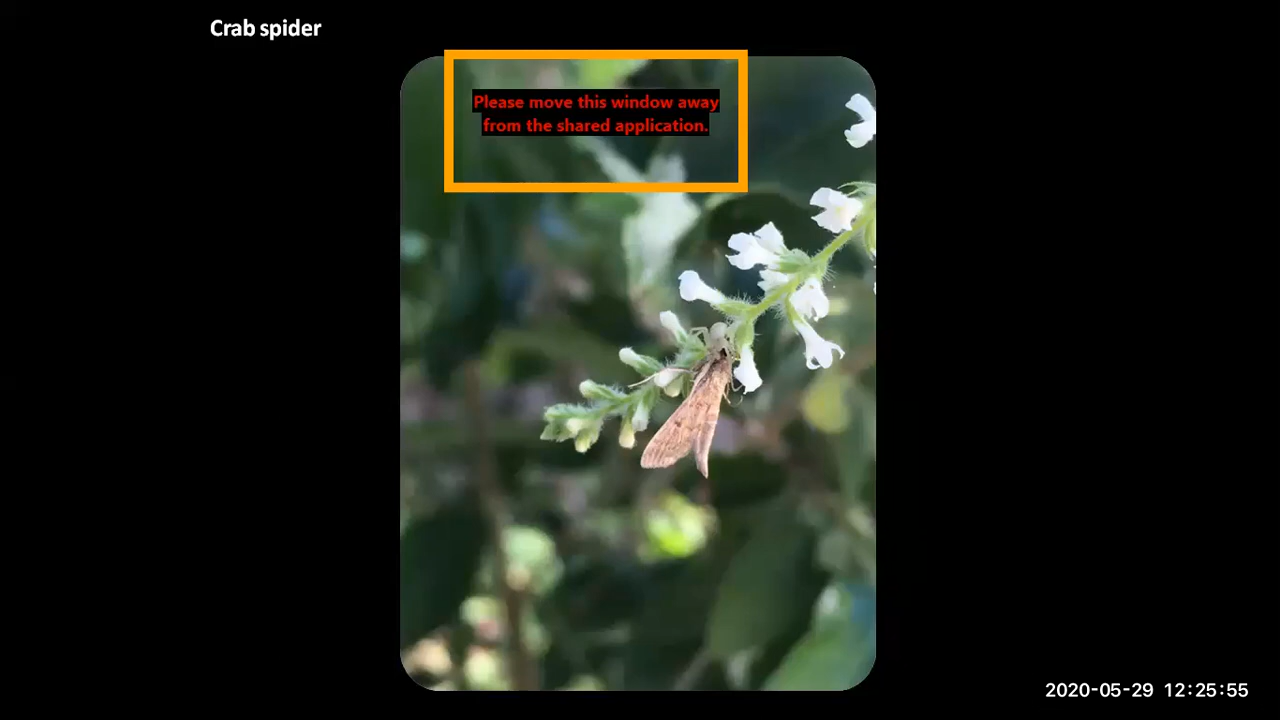 Crab spider
Please move this window away
from the shared application.
2020-05-29 12:25:55